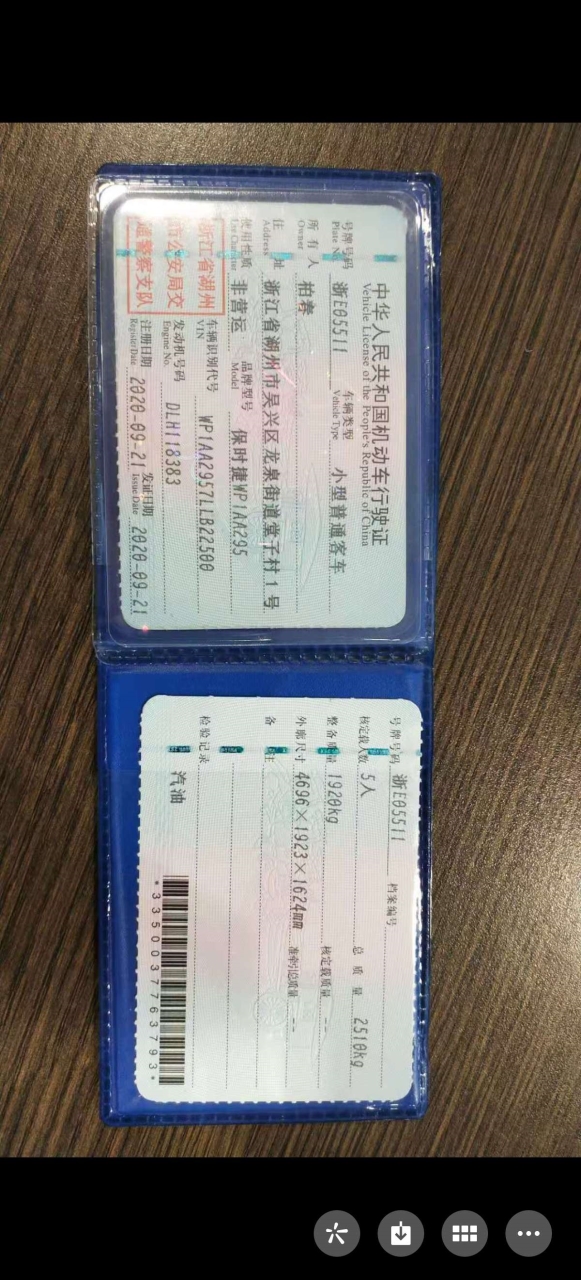 中华人民共和国机动车行驶证
Vehicle License of the People's Republic of China
号牌号码 Plate No. 浙E05511 车辆类型 Vehicle Type 小型普通客车
所有人 Owner 柏春
住址 Address 浙江省湖州市吴兴区龙泉街道堂子村1号
使用性质 Use Character 非营运 品牌型号 Model 保时捷WP1AA295
浙江省湖州
市公安局交
通警察支队
车辆识别代号 VIN WP1AA2957LLB22500
发动机号码 Engine No. DLH118383
注册日期 Register Date 2020-09-21 发证日期 Issue Date 2020-09-21
号牌号码 浙E05511 档案编号
核定载人数 5人 总质量 2510kg
整备质量 1920kg 核定载质量 --
外廓尺寸 4696×1923×1624mm 准牵引总质量 --
备注
检验记录
汽油
*3350037763793*